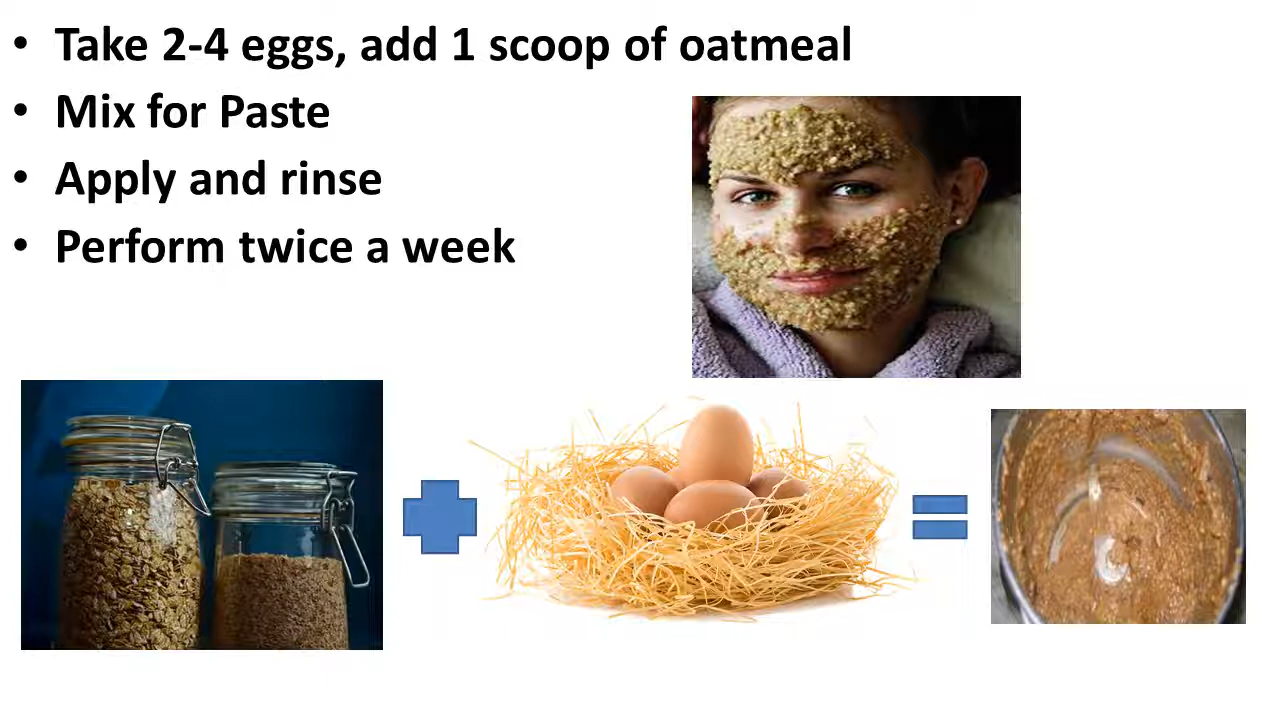 • Take 2-4 eggs, add 1 scoop of oatmeal
• Mix for Paste
• Apply and rinse
• Perform twice a week